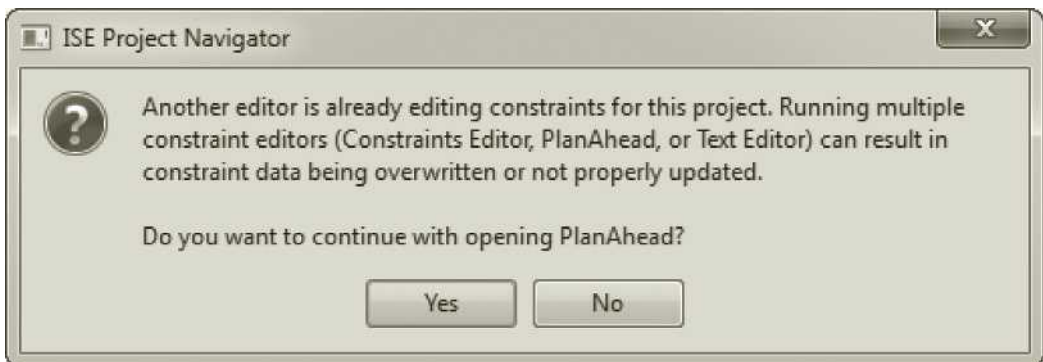 ISE Project Navigator
Another editor is already editing constraints for this project. Running multiple
constraint editors (Constraints Editor, PlanAhead, or Text Editor) can result in
constraint data being overwritten or not properly updated.
Do you want to continue with opening PlanAhead?
Yes No